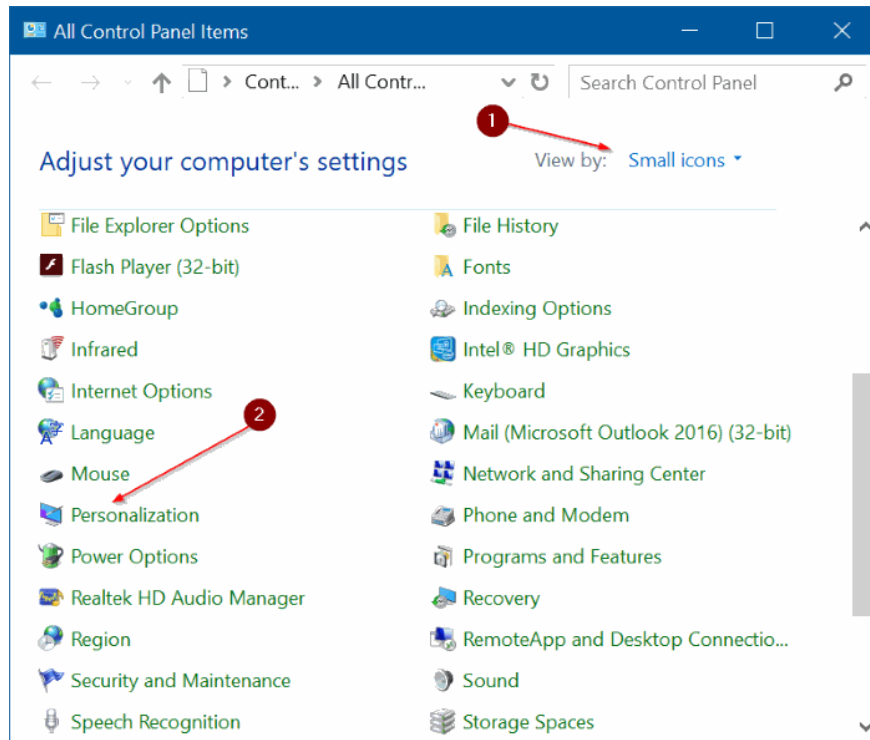 All Control Panel Items
Cont... All Contr... Search Control Panel
1
Adjust your computer's settings View by: Small icons
File Explorer Options File History
Flash Player (32-bit) Fonts
HomeGroup Indexing Options
Infrared Intel® HD Graphics
Internet Options Keyboard
2
Language Mail (Microsoft Outlook 2016) (32-bit)
Mouse Network and Sharing Center
Personalization Phone and Modem
Power Options Programs and Features
Realtek HD Audio Manager Recovery
Region RemoteApp and Desktop Connectio...
Security and Maintenance Sound
Speech Recognition Storage Spaces